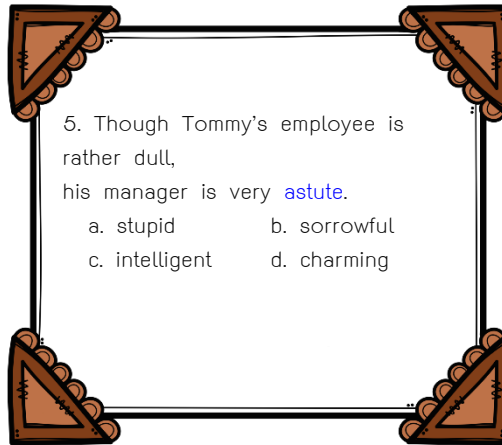 5. Though Tommy's employee is
rather dull,
his manager is very astute.
a. stupid b. sorrowful
c. intelligent d. charming